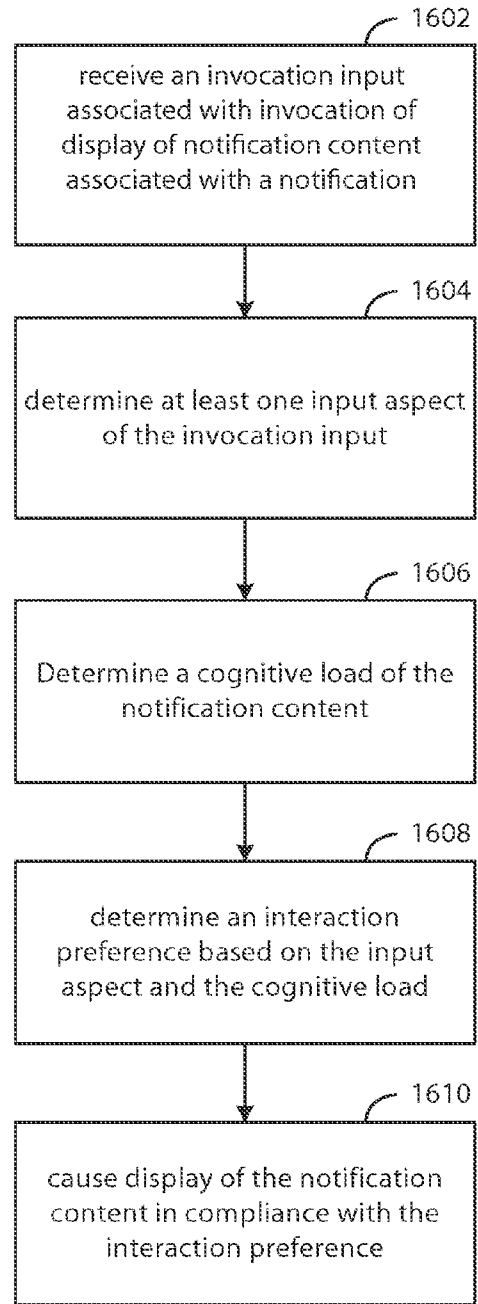 1602
receive an invocation input
associated with invocation of
display of notification content
associated with a notification
1604
determine at least one input aspect
of the invocation input
1606
Determine a cognitive load of the
notification content
1608
determine an interaction
preference based on the input
aspect and the cognitive load
1610
cause display of the notification
content in compliance with the
interaction preference